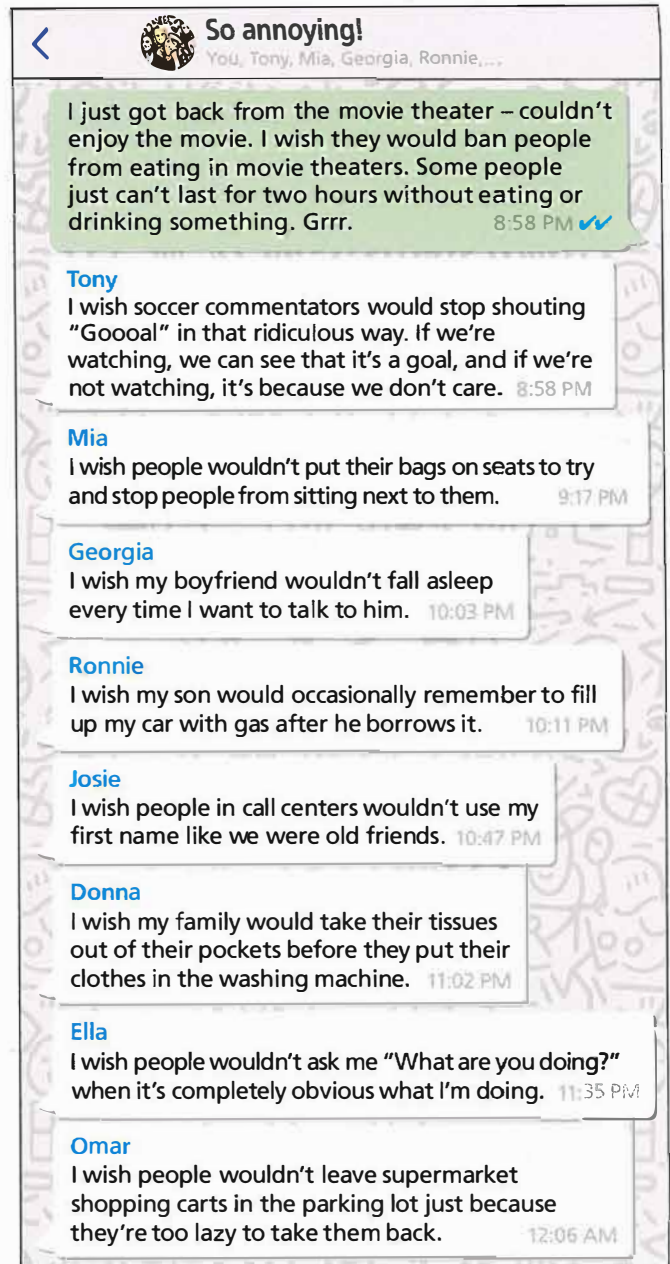 So annoying!
You, Tony, Mia, Georgia, Ronnie,...
I just got back from the movie theater – couldn't
enjoy the movie. I wish they would ban people
from eating in movie theaters. Some people
just can't last for two hours without eating or
drinking something. Grrr. 8:58 PM
Tony
I wish soccer commentators would stop shouting
"Goooal" in that ridiculous way. If we're
watching, we can see that it's a goal, and if we're
not watching, it's because we don't care. 8:58 PM
Mia
I wish people wouldn't put their bags on seats to try
and stop people from sitting next to them. 9:17 PM
Georgia
I wish my boyfriend wouldn't fall asleep
every time I want to talk to him. 10:03 PM
Ronnie
I wish my son would occasionally remember to fill
up my car with gas after he borrows it. 10:11 PM
Josie
I wish people in call centers wouldn't use my
first name like we were old friends. 10:47 PM
Donna
I wish my family would take their tissues
out of their pockets before they put their
clothes in the washing machine. 11:02 PM
Ella
I wish people wouldn't ask me "What are you doing?"
when it's completely obvious what I'm doing. 11:35 PM
Omar
I wish people wouldn't leave supermarket
shopping carts in the parking lot just because
they're too lazy to take them back. 12:06 AM